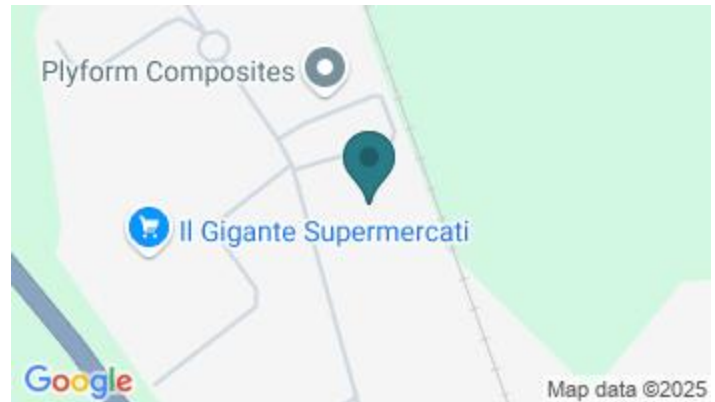 Plyform Composites
Il Gigante Supermercati
Google
Map data ©2025